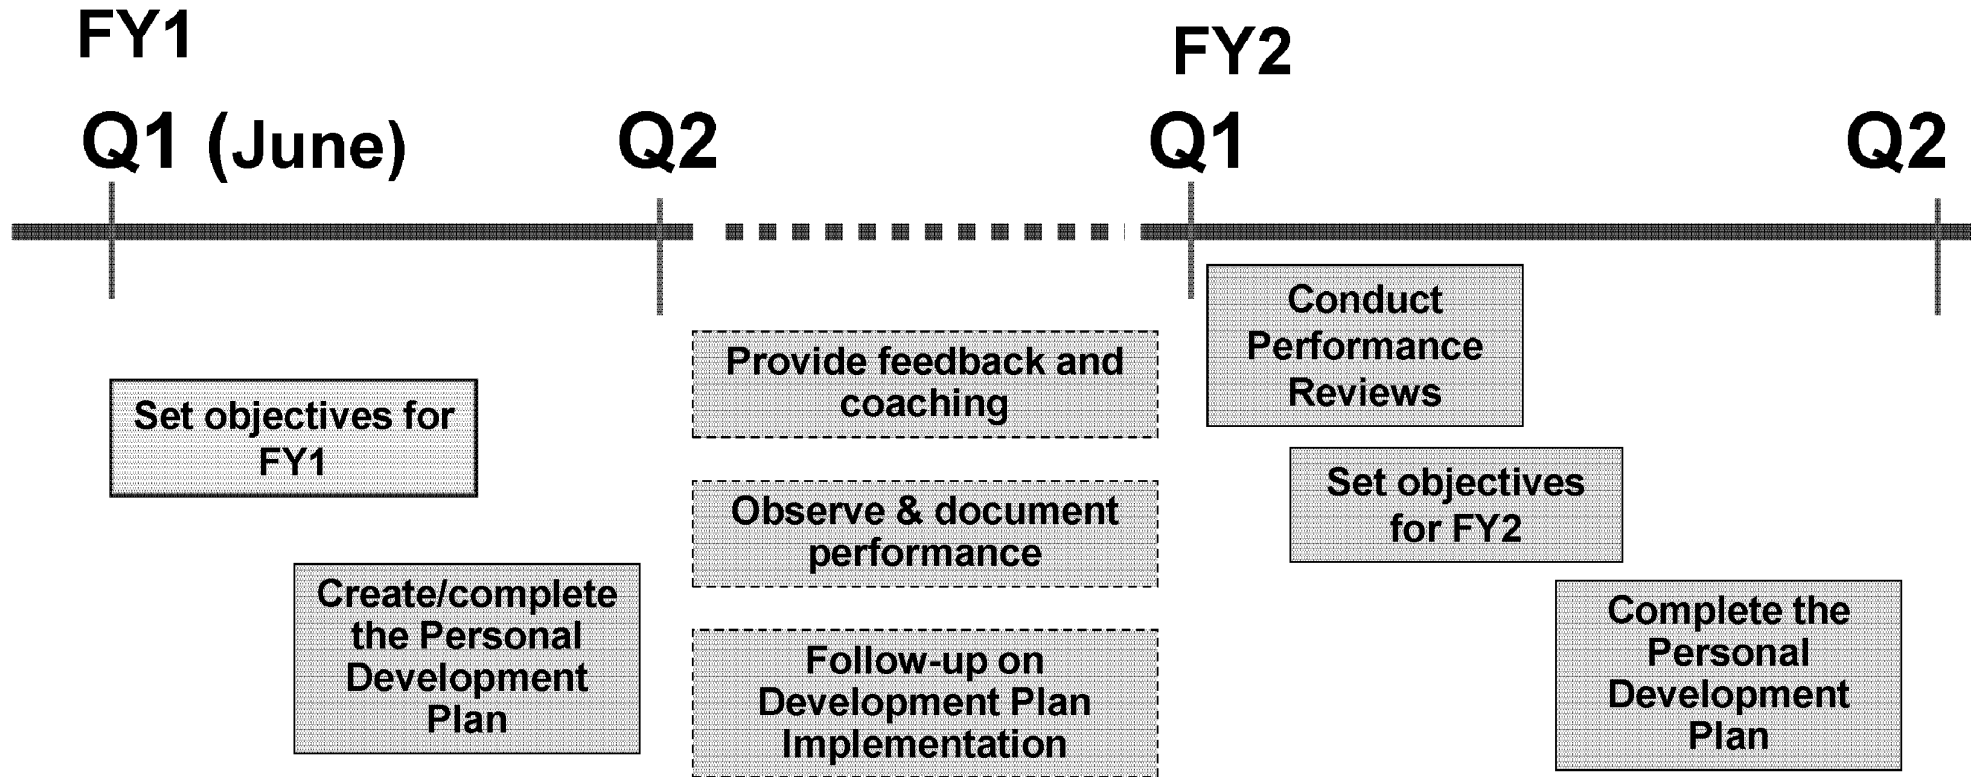 FY1
FY2
Q1 (June)
Q2
Q1
Q2
Set objectives for
FY1
Create/complete
the Personal
Development
Plan
Provide feedback and
coaching
Observe & document
performance
Follow-up on
Development Plan
Implementation
Conduct
Performance
Reviews
Set objectives
for FY2
Complete the
Personal
Development
Plan